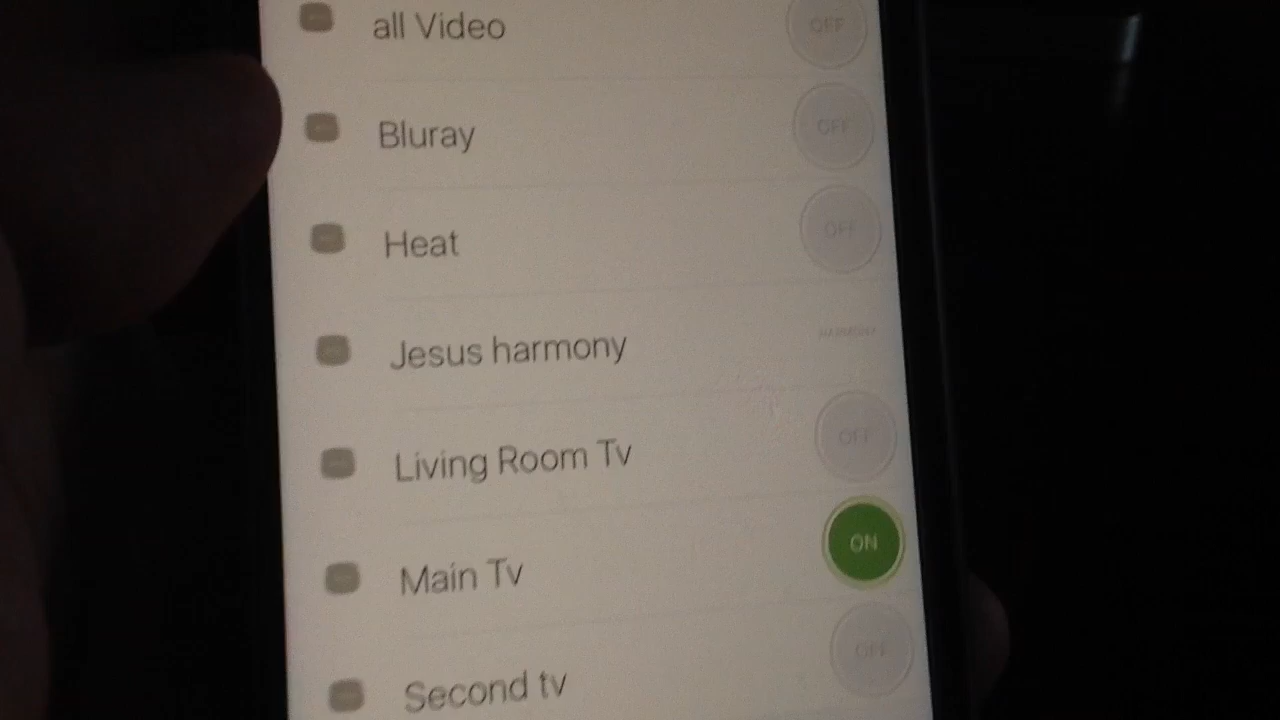 all Video OFF
Bluray OFF
Heat OFF
Jesus harmony
Living Room Tv OFF
Main Tv ON
Second tv OFF